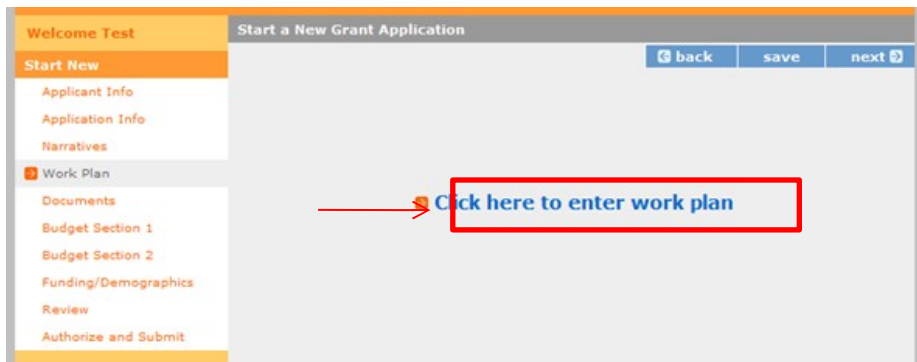 Welcome Test
Start a New Grant Application
Start New
back
save
next
Applicant Info
Application Info
Narratives
Work Plan
Click here to enter work plan
Documents
Budget Section 1
Budget Section 2
Funding/Demographics
Review
Authorize and Submit